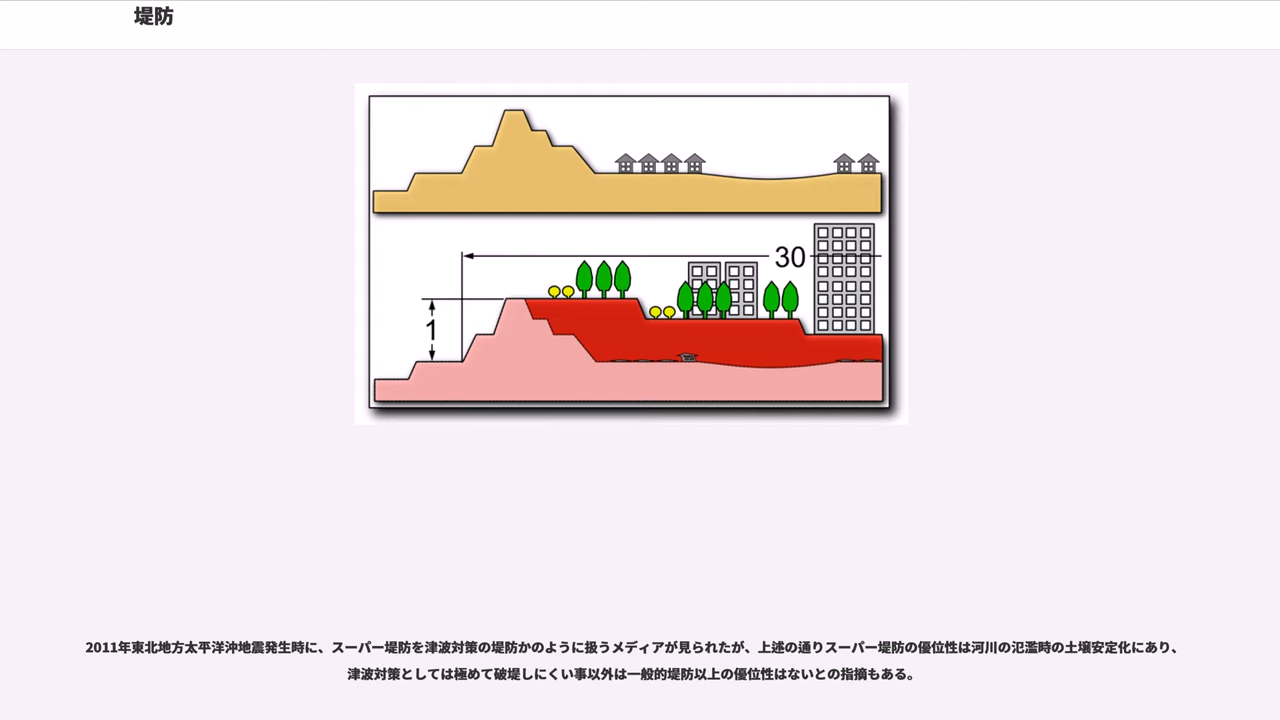 堤防
30
1
2011年東北地方太平洋沖地震発生時に、スーパー堤防を津波対策の堤防かのように扱うメディアが見られたが、上述の通りスーパー堤防の優位性は河川の氾濫時の土壌安定化にあり、
津波対策としては極めて破堤しにくい事以外は一般的堤防以上の優位性はないとの指摘もある。